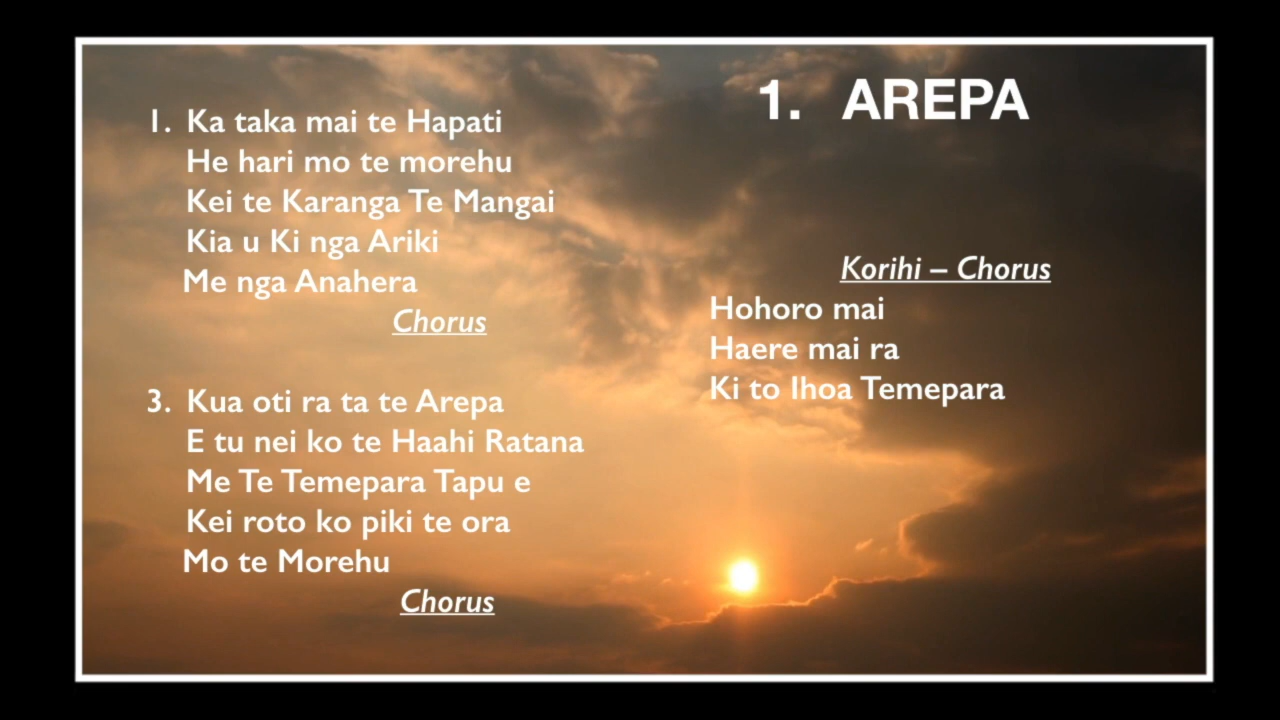 1. AREPA
1. Ka taka mai te Hapati
He hari mo te morehu
Kei te Karanga Te Mangai
Kia u Ki nga Ariki
Me nga Anahera
Chorus
3. Kua oti ra ta te Arepa
E tu nei ko te Haahi Ratana
Me Te Temepara Tapu e
Kei roto ko piki te ora
Mo te Morehu
Chorus
Korihi – Chorus
Hohoro mai
Haere mai ra
Ki to Ihoa Temepara